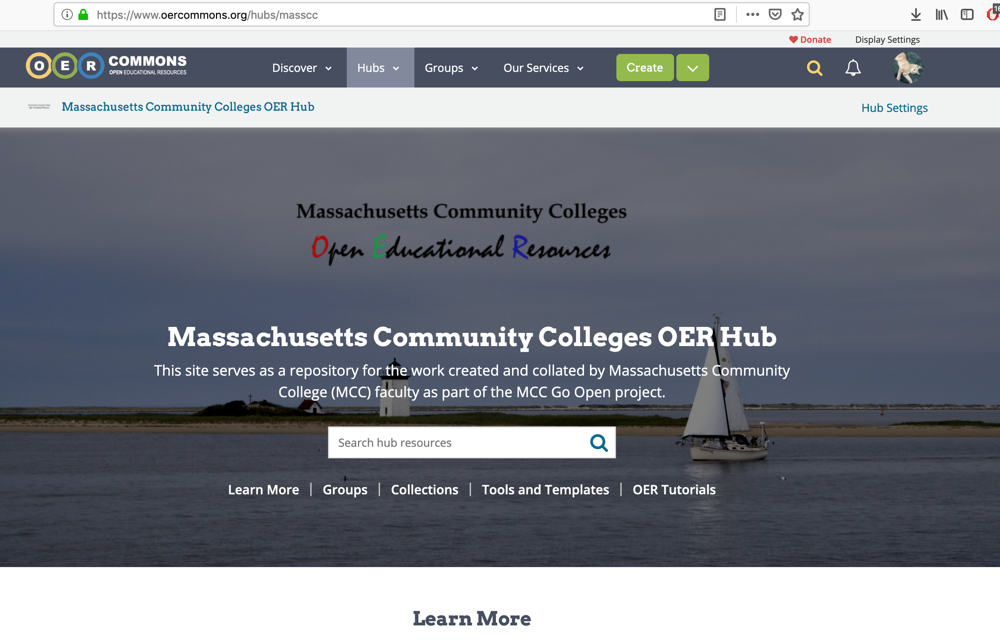 https://www.oercommons.org/hubs/masscc
16
Donate
Display Settings
OER COMMONS
OPEN EDUCATIONAL RESOURCES
Discover
Hubs
Groups
Our Services
Create
Massachusetts Community Colleges OER Hub
Hub Settings
Massachusetts Community Colleges
Open Educational Resources
Massachusetts Community Colleges OER Hub
This site serves as a repository for the work created and collated by Massachusetts Community
College (MCC) faculty as part of the MCC Go Open project.
Search hub resources
Learn More | Groups | Collections | Tools and Templates | OER Tutorials
Learn More